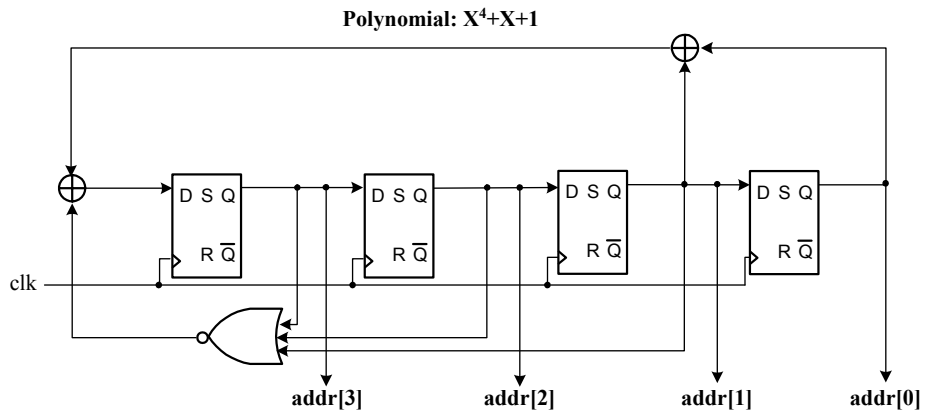 Polynomial: X⁴+X+1
D S Q
R Q̅
D S Q
R Q̅
D S Q
R Q̅
D S Q
R Q̅
clk
addr[3]
addr[2]
addr[1]
addr[0]